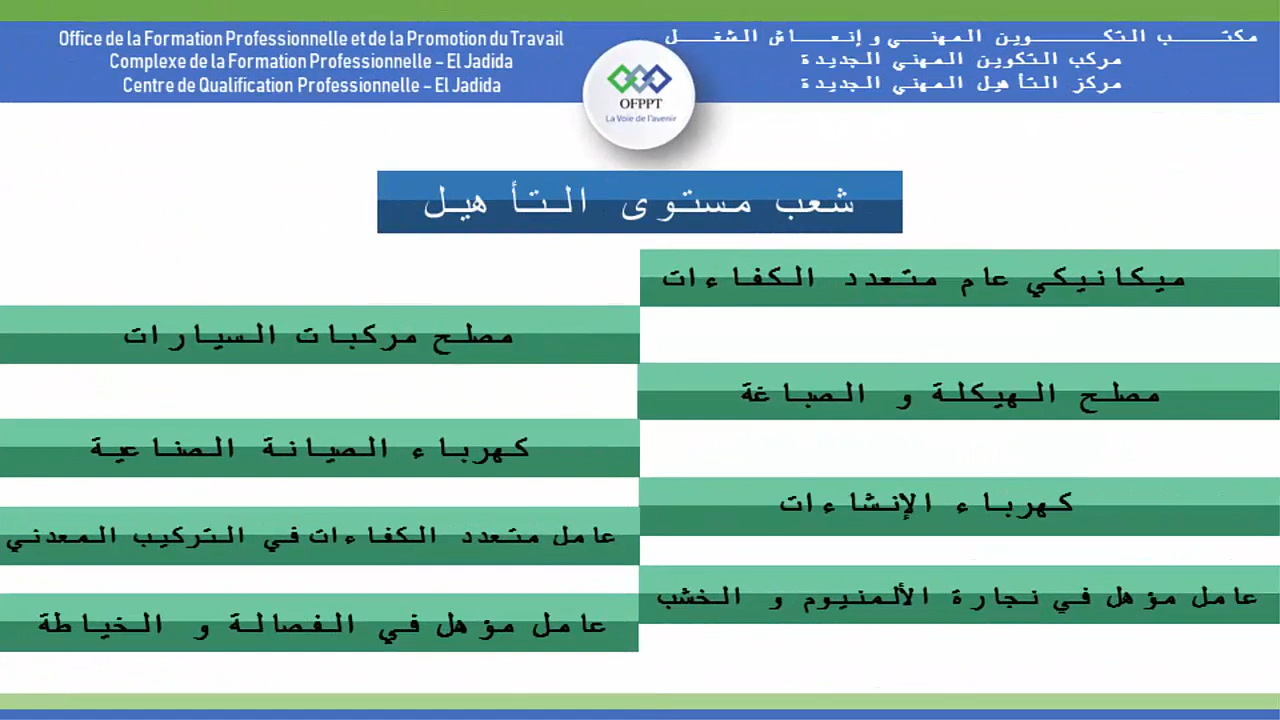 Office de la Formation Professionnelle et de la Promotion du Travail
Complexe de la Formation Professionnelle – El Jadida
Centre de Qualification Professionnelle – El Jadida
مكتب التكوين المهني وإنعاش الشغل
مركب التكوين المهني الجديدة
مركز التأهيل المهني الجديدة
OFPPT
La Voie de l'avenir
شعب مستوى التأهيل
ميكانيكي عام متعدد الكفاءات
مصلح مركبات السيارات
مصلح الهيكلة و الصباغة
كهرباء الصيانة الصناعية
كهرباء الإنشاءات
عامل متعدد الكفاءات في التركيب المعدني
عامل مؤهل في نجارة الألمنيوم و الخشب
عامل مؤهل في الفصالة و الخياطة